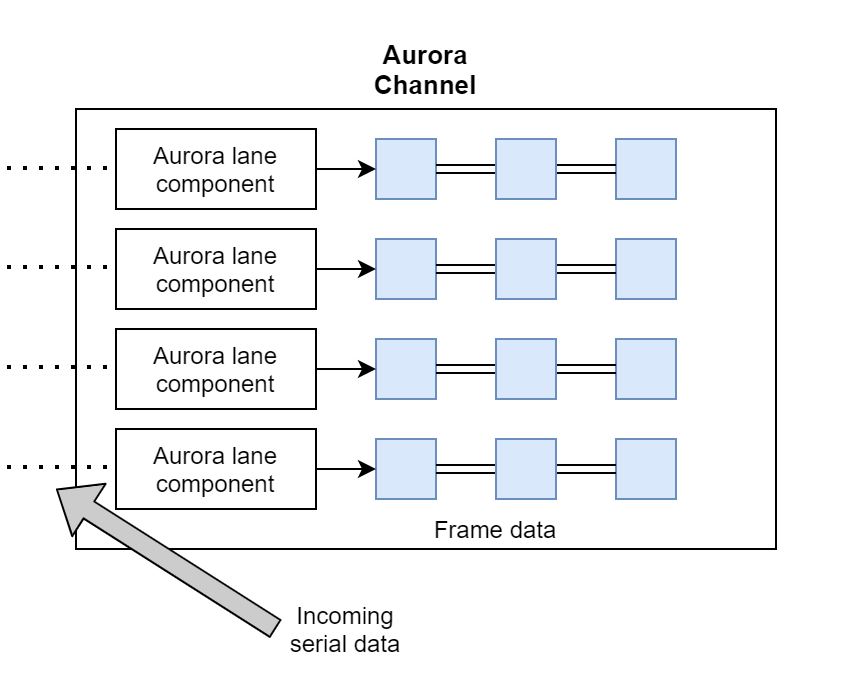 Aurora
Channel
Aurora lane
component
Aurora lane
component
Aurora lane
component
Aurora lane
component
Frame data
Incoming
serial data